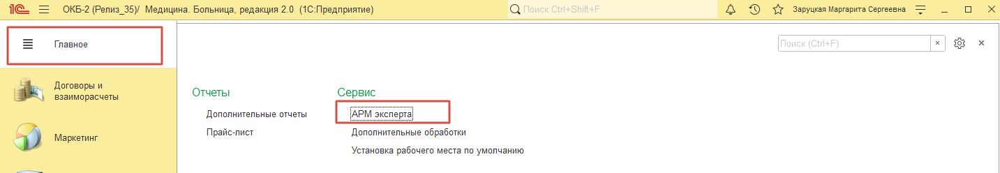 1С ОКБ-2 (Релиз_35)/ Медицина. Больница, редакция 2.0 (1С:Предприятие) Поиск Ctrl+Shift+F Заруцкая Маргарита Сергеевна
Главное
Поиск (Ctrl+F)
Договоры и
взаиморасчеты
Маркетинг
Отчеты
Дополнительные отчеты
Прайс-лист
Сервис
АРМ эксперта
Дополнительные обработки
Установка рабочего места по умолчанию